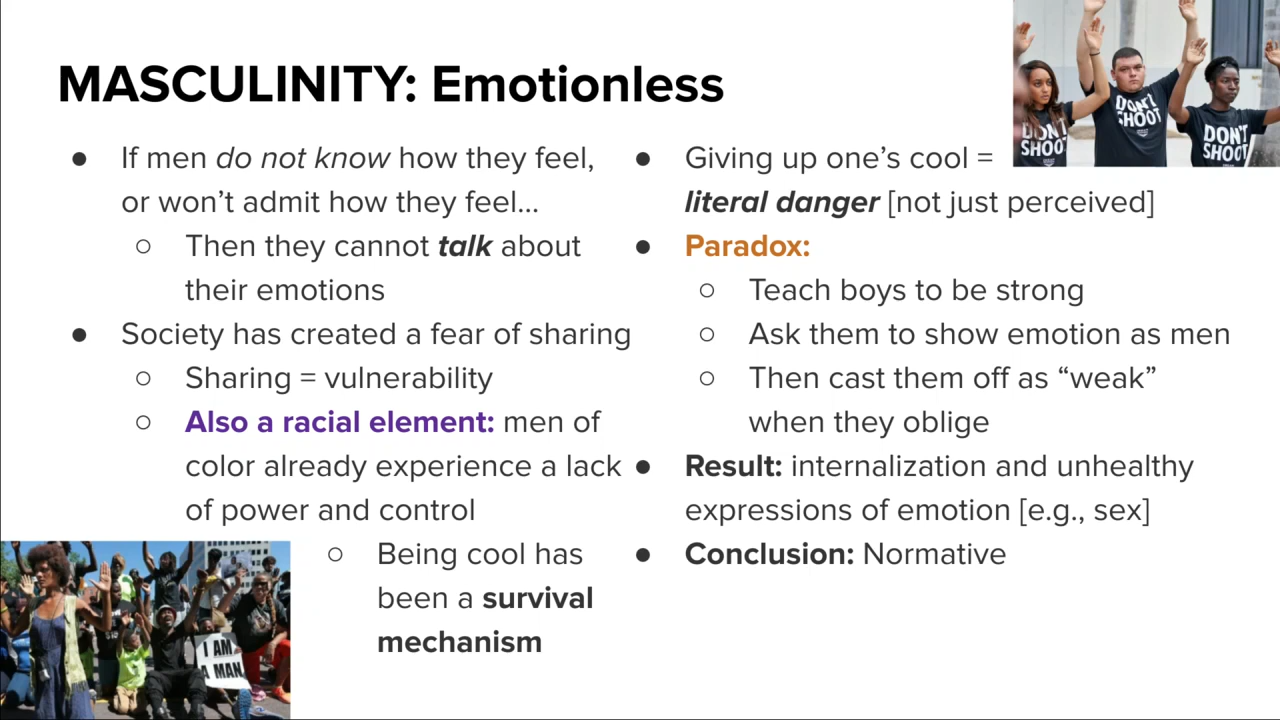 MASCULINITY: Emotionless
● If men do not know how they feel,
or won’t admit how they feel...
○ Then they cannot talk about
their emotions
● Society has created a fear of sharing
○ Sharing = vulnerability
○ Also a racial element: men of
color already experience a lack
of power and control
○ Being cool has
been a survival
mechanism
● Giving up one’s cool =
literal danger [not just perceived]
● Paradox:
○ Teach boys to be strong
○ Ask them to show emotion as men
○ Then cast them off as “weak”
when they oblige
● Result: internalization and unhealthy
expressions of emotion [e.g., sex]
● Conclusion: Normative
DON'T
SHOOT
DON'T
SHOOT
DON'T
SHOOT
I AM
A MAN